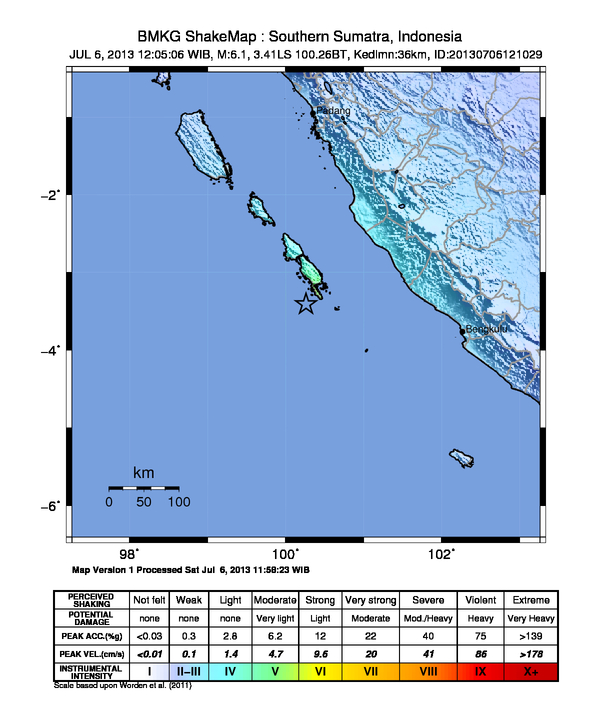 BMKG ShakeMap : Southern Sumatra, Indonesia
JUL 6, 2013 12:05:06 WIB, M:6.1, 3.41LS 100.26BT, Kedlmn:36km, ID:20130706121029
Padang
−2˚
Bengkulu
−4˚
km
0 50 100
−6˚
98˚ 100˚ 102˚
Map Version 1 Processed Sat Jul 6, 2013 11:58:23 WIB
PERCEIVED SHAKING Not felt Weak Light Moderate Strong Very strong Severe Violent Extreme
POTENTIAL DAMAGE none none none Very light Light Moderate Mod./Heavy Heavy Very Heavy
PEAK ACC.(%g) <0.03 0.3 2.8 6.2 12 22 40 75 >139
PEAK VEL.(cm/s) <0.01 0.1 1.4 4.7 9.6 20 41 86 >178
INSTRUMENTAL INTENSITY I II−III IV V VI VII VIII IX X+
Scale based upon Worden et al. (2011)